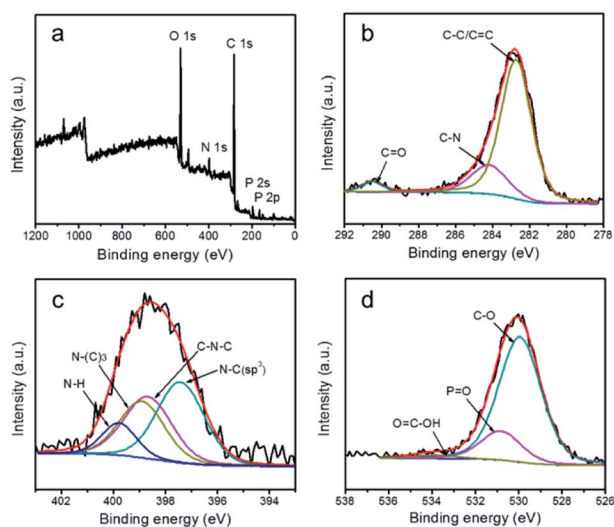 a
O 1s
C 1s
N 1s
P 2s
P 2p
Intensity (a.u.)
1200 1000 800 600 400 200 0
Binding energy (eV)
b
C-C/C=C
C-N
C=O
Intensity (a.u.)
292 290 288 286 284 282 280 278
Binding energy (eV)
c
N-(C)₃
N-H
C-N-C
N-C(sp³)
Intensity (a.u.)
402 400 398 396 394
Binding energy (eV)
d
C-O
P=O
O=C-OH
Intensity (a.u.)
538 536 534 532 530 528 526
Binding energy (eV)